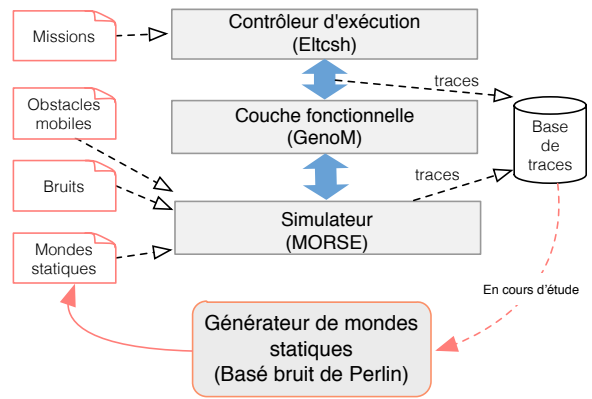 Contrôleur d'exécution
(Eltcsh)
Missions
traces
Obstacles
mobiles
Couche fonctionnelle
(GenoM)
Base
de
traces
traces
Bruits
Simulateur
(MORSE)
Mondes
statiques
En cours d'étude
Générateur de mondes
statiques
(Basé bruit de Perlin)